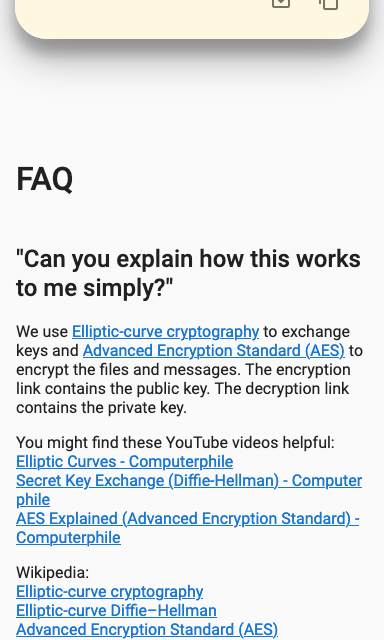 FAQ
"Can you explain how this works
to me simply?"
We use Elliptic-curve cryptography to exchange
keys and Advanced Encryption Standard (AES) to
encrypt the files and messages. The encryption
link contains the public key. The decryption link
contains the private key.
You might find these YouTube videos helpful:
Elliptic Curves - Computerphile
Secret Key Exchange (Diffie-Hellman) - Computer
phile
AES Explained (Advanced Encryption Standard) -
Computerphile
Wikipedia:
Elliptic-curve cryptography
Elliptic-curve Diffie–Hellman
Advanced Encryption Standard (AES)